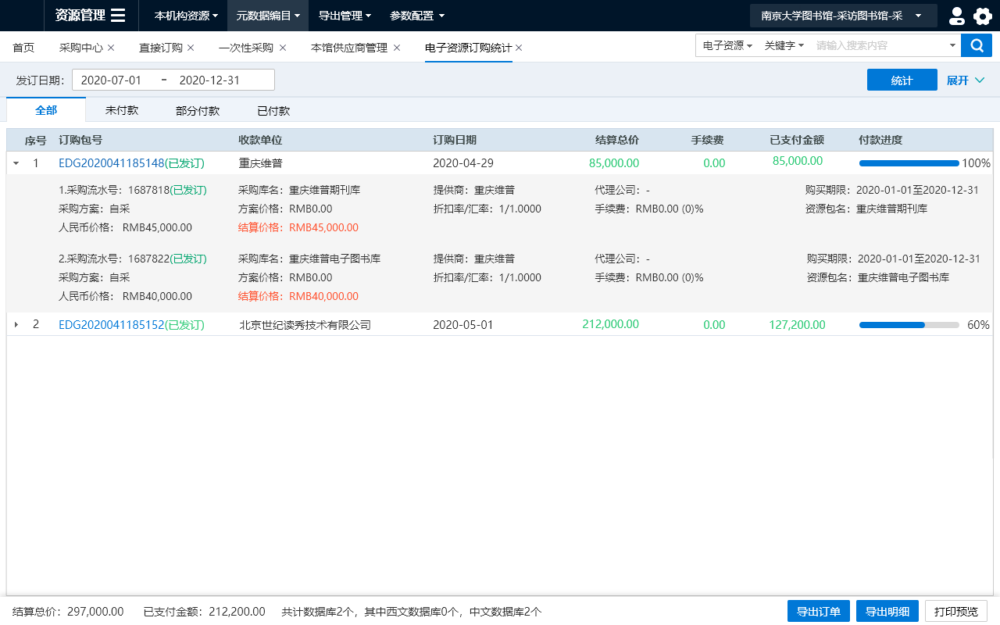 资源管理 本机构资源 元数据编目 导出管理 参数配置 南京大学图书馆-采访图书馆-采
首页 采购中心 × 直接订购 × 一次性采购 × 本馆供应商管理 × 电子资源订购统计 × 电子资源 关键字 请输入搜索内容
发订日期: 2020-07-01 - 2020-12-31 统计 展开
全部 未付款 部分付款 已付款
序号 订购包号 收款单位 订购日期 结算总价 手续费 已支付金额 付款进度
1 EDG2020041185148(已发订) 重庆维普 2020-04-29 85,000.00 0.00 85,000.00 100%
1.采购流水号：1687818(已发订) 采购库名：重庆维普期刊库 提供商：重庆维普 代理公司：- 购买期限：2020-01-01至2020-12-31
采购方案：自采 方案价格：RMB0.00 折扣率/汇率：1/1.0000 手续费：RMB0.00 (0)% 资源包名：重庆维普期刊库
人民币价格： RMB45,000.00 结算价格：RMB45,000.00
2.采购流水号：1687822(已发订) 采购库名：重庆维普电子图书库 提供商：重庆维普 代理公司：- 购买期限：2020-01-01至2020-12-31
采购方案：自采 方案价格：RMB0.00 折扣率/汇率：1/1.0000 手续费：RMB0.00 (0)% 资源包名：重庆维普电子图书库
人民币价格： RMB40,000.00 结算价格：RMB40,000.00
2 EDG2020041185152(已发订) 北京世纪读秀技术有限公司 2020-05-01 212,000.00 0.00 127,200.00 60%
结算总价：297,000.00 已支付金额：212,200.00 共计数据库2个，其中西文数据库0个，中文数据库2个 导出订单 导出明细 打印预览